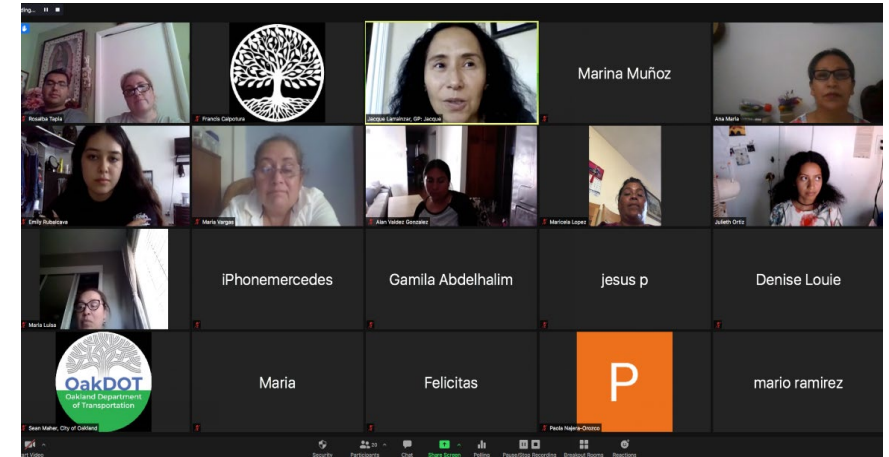 Rosalba Tapia
Francis Calpotura
Jacque Larrainzar, GP: Jacque
Marina Muñoz
Ana Maria
Emily Rubalcava
Maria Vargas
Alan Valdez Gonzalez
Maricela Lopez
Julieth Ortiz
Maria Luisa
iPhonemercedes
Gamila Abdelhalim
jesus p
Denise Louie
OakDOT
Oakland Department
of Transportation
Sean Maher, City of Oakland
Maria
Felicitas
P
Paola Najera-Orozco
mario ramirez
Security
Participants
Chat
Share Screen
Polling
Pause/Stop Recording
Breakout Rooms
Reactions